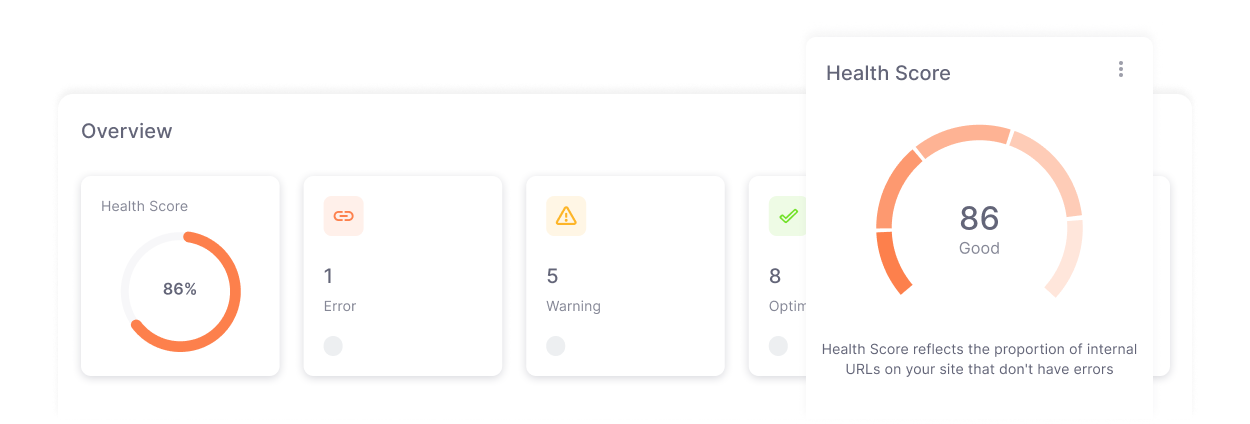 Overview
Health Score
86%
1
Error
5
Warning
8
Optim
Health Score
86
Good
Health Score reflects the proportion of internal
URLs on your site that don't have errors